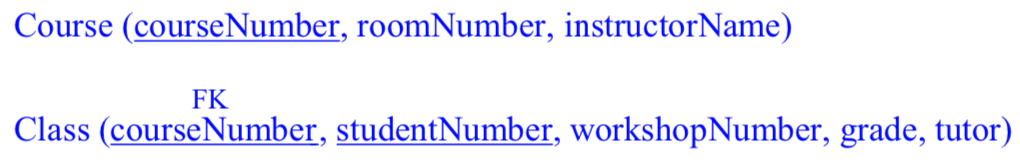 Course (courseNumber, roomNumber, instructorName)
FK
Class (courseNumber, studentNumber, workshopNumber, grade, tutor)